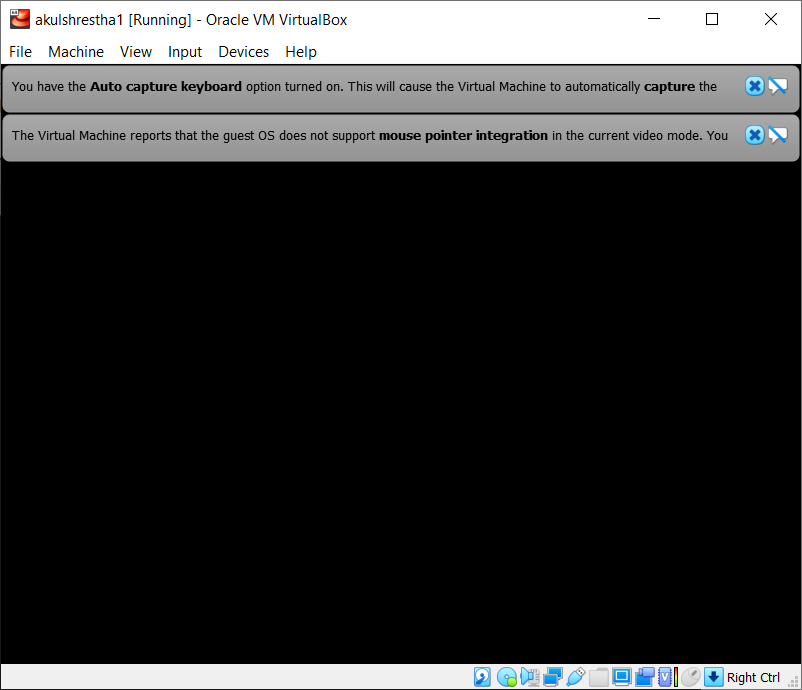 akulshrestha1 [Running] - Oracle VM VirtualBox
File Machine View Input Devices Help
You have the Auto capture keyboard option turned on. This will cause the Virtual Machine to automatically capture the
The Virtual Machine reports that the guest OS does not support mouse pointer integration in the current video mode. You
Right Ctrl